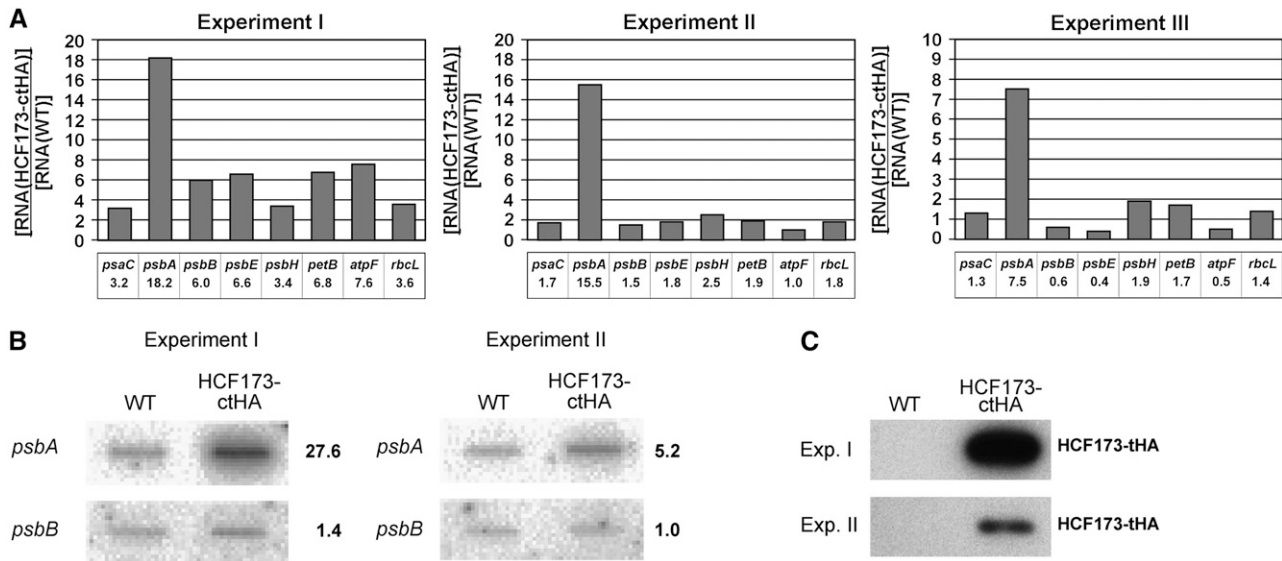 A
Experiment I
[RNA(HCF173-ctHA)]
[RNA(WT)]
20
18
16
14
12
10
8
6
4
2
0
psaC psbA psbB psbE psbH petB atpF rbcL
3.2 18.2 6.0 6.6 3.4 6.8 7.6 3.6
Experiment II
[RNA(HCF173-ctHA)]
[RNA(WT)]
20
18
16
14
12
10
8
6
4
2
0
psaC psbA psbB psbE psbH petB atpF rbcL
1.7 15.5 1.5 1.8 2.5 1.9 1.0 1.8
Experiment III
[RNA(HCF173-ctHA)]
[RNA(WT)]
10
9
8
7
6
5
4
3
2
1
0
psaC psbA psbB psbE psbH petB atpF rbcL
1.3 7.5 0.6 0.4 1.9 1.7 0.5 1.4
B
Experiment I
WT
HCF173-
ctHA
psbA 27.6
psbB 1.4
Experiment II
WT
HCF173-
ctHA
psbA 5.2
psbB 1.0
C
WT
HCF173-
ctHA
Exp. I HCF173-tHA
Exp. II HCF173-tHA